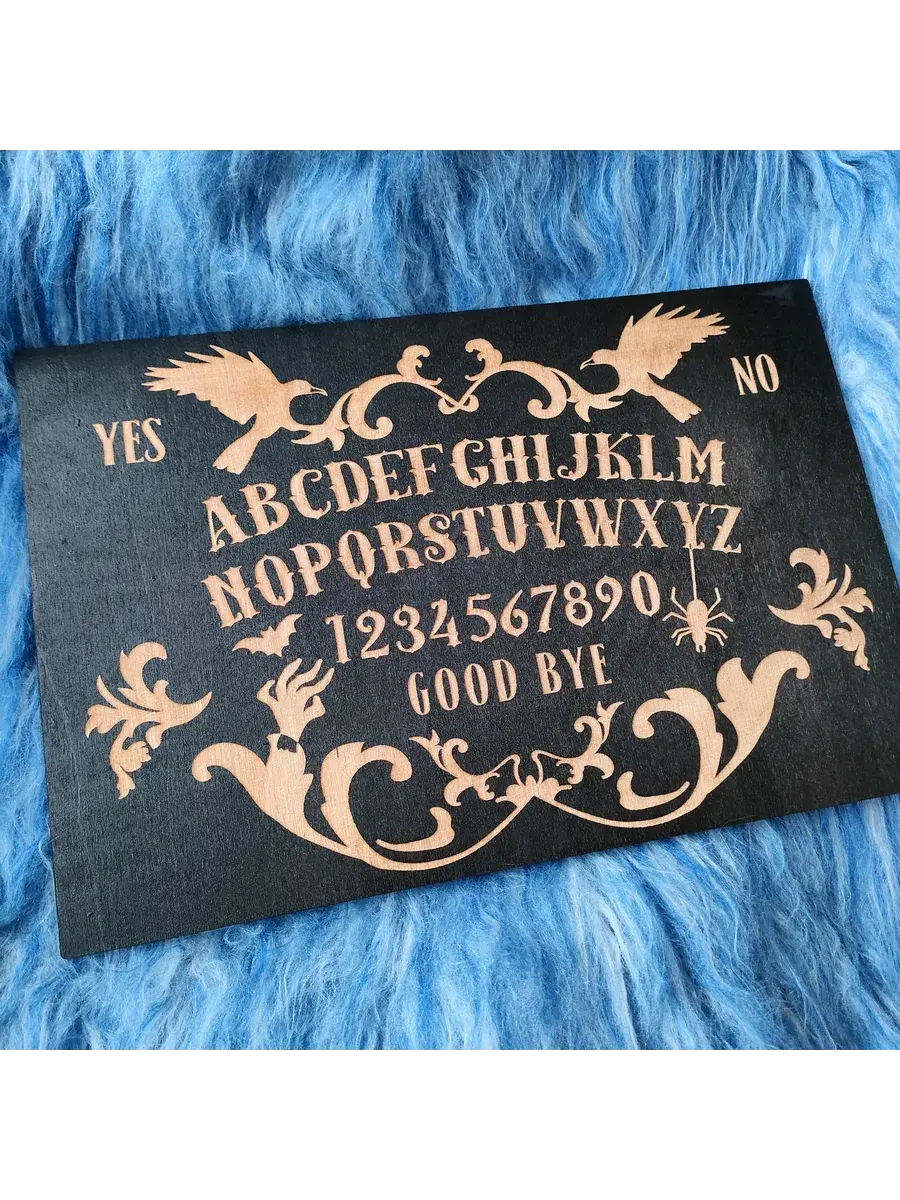 YES
NO
ABCDEFGHIJKLM
NOPQRSTUVWXYZ
1234567890
GOOD BYE